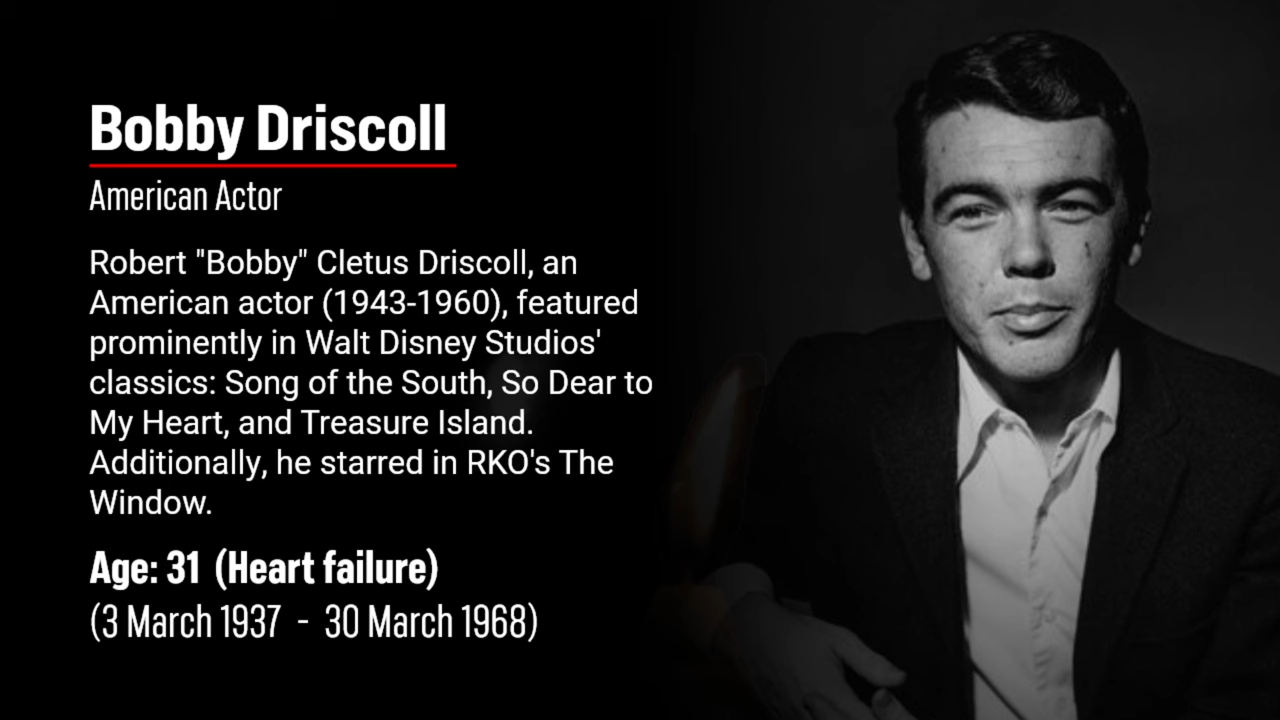 Bobby Driscoll
American Actor
Robert "Bobby" Cletus Driscoll, an
American actor (1943-1960), featured
prominently in Walt Disney Studios'
classics: Song of the South, So Dear to
My Heart, and Treasure Island.
Additionally, he starred in RKO's The
Window.
Age: 31 (Heart failure)
(3 March 1937 - 30 March 1968)